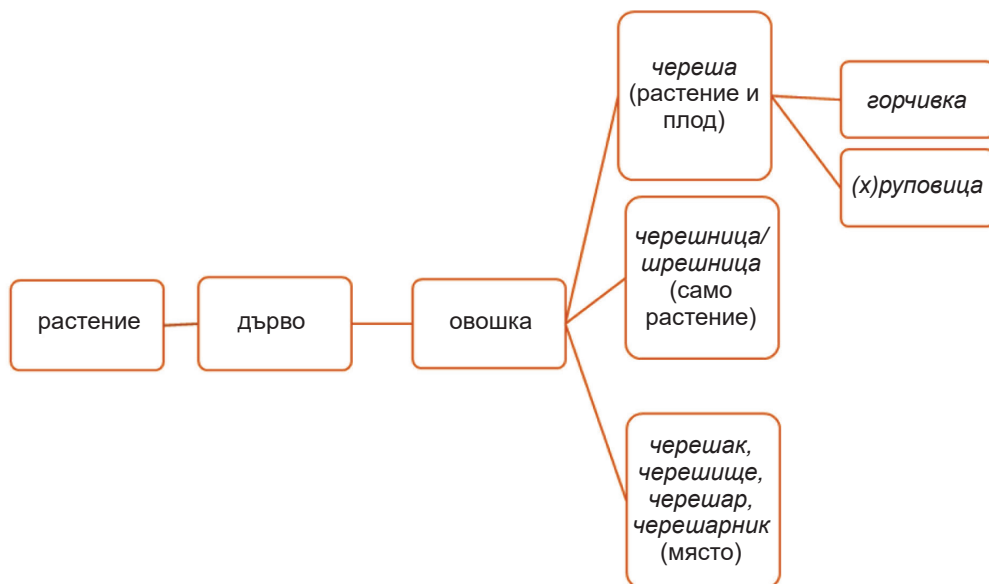 растение
дърво
овошка
череша
(растение и
плод)
горчивка
(х)руповица
черешница/
шрешница
(само
растение)
черешак,
черешище,
черешар,
черешарник
(място)